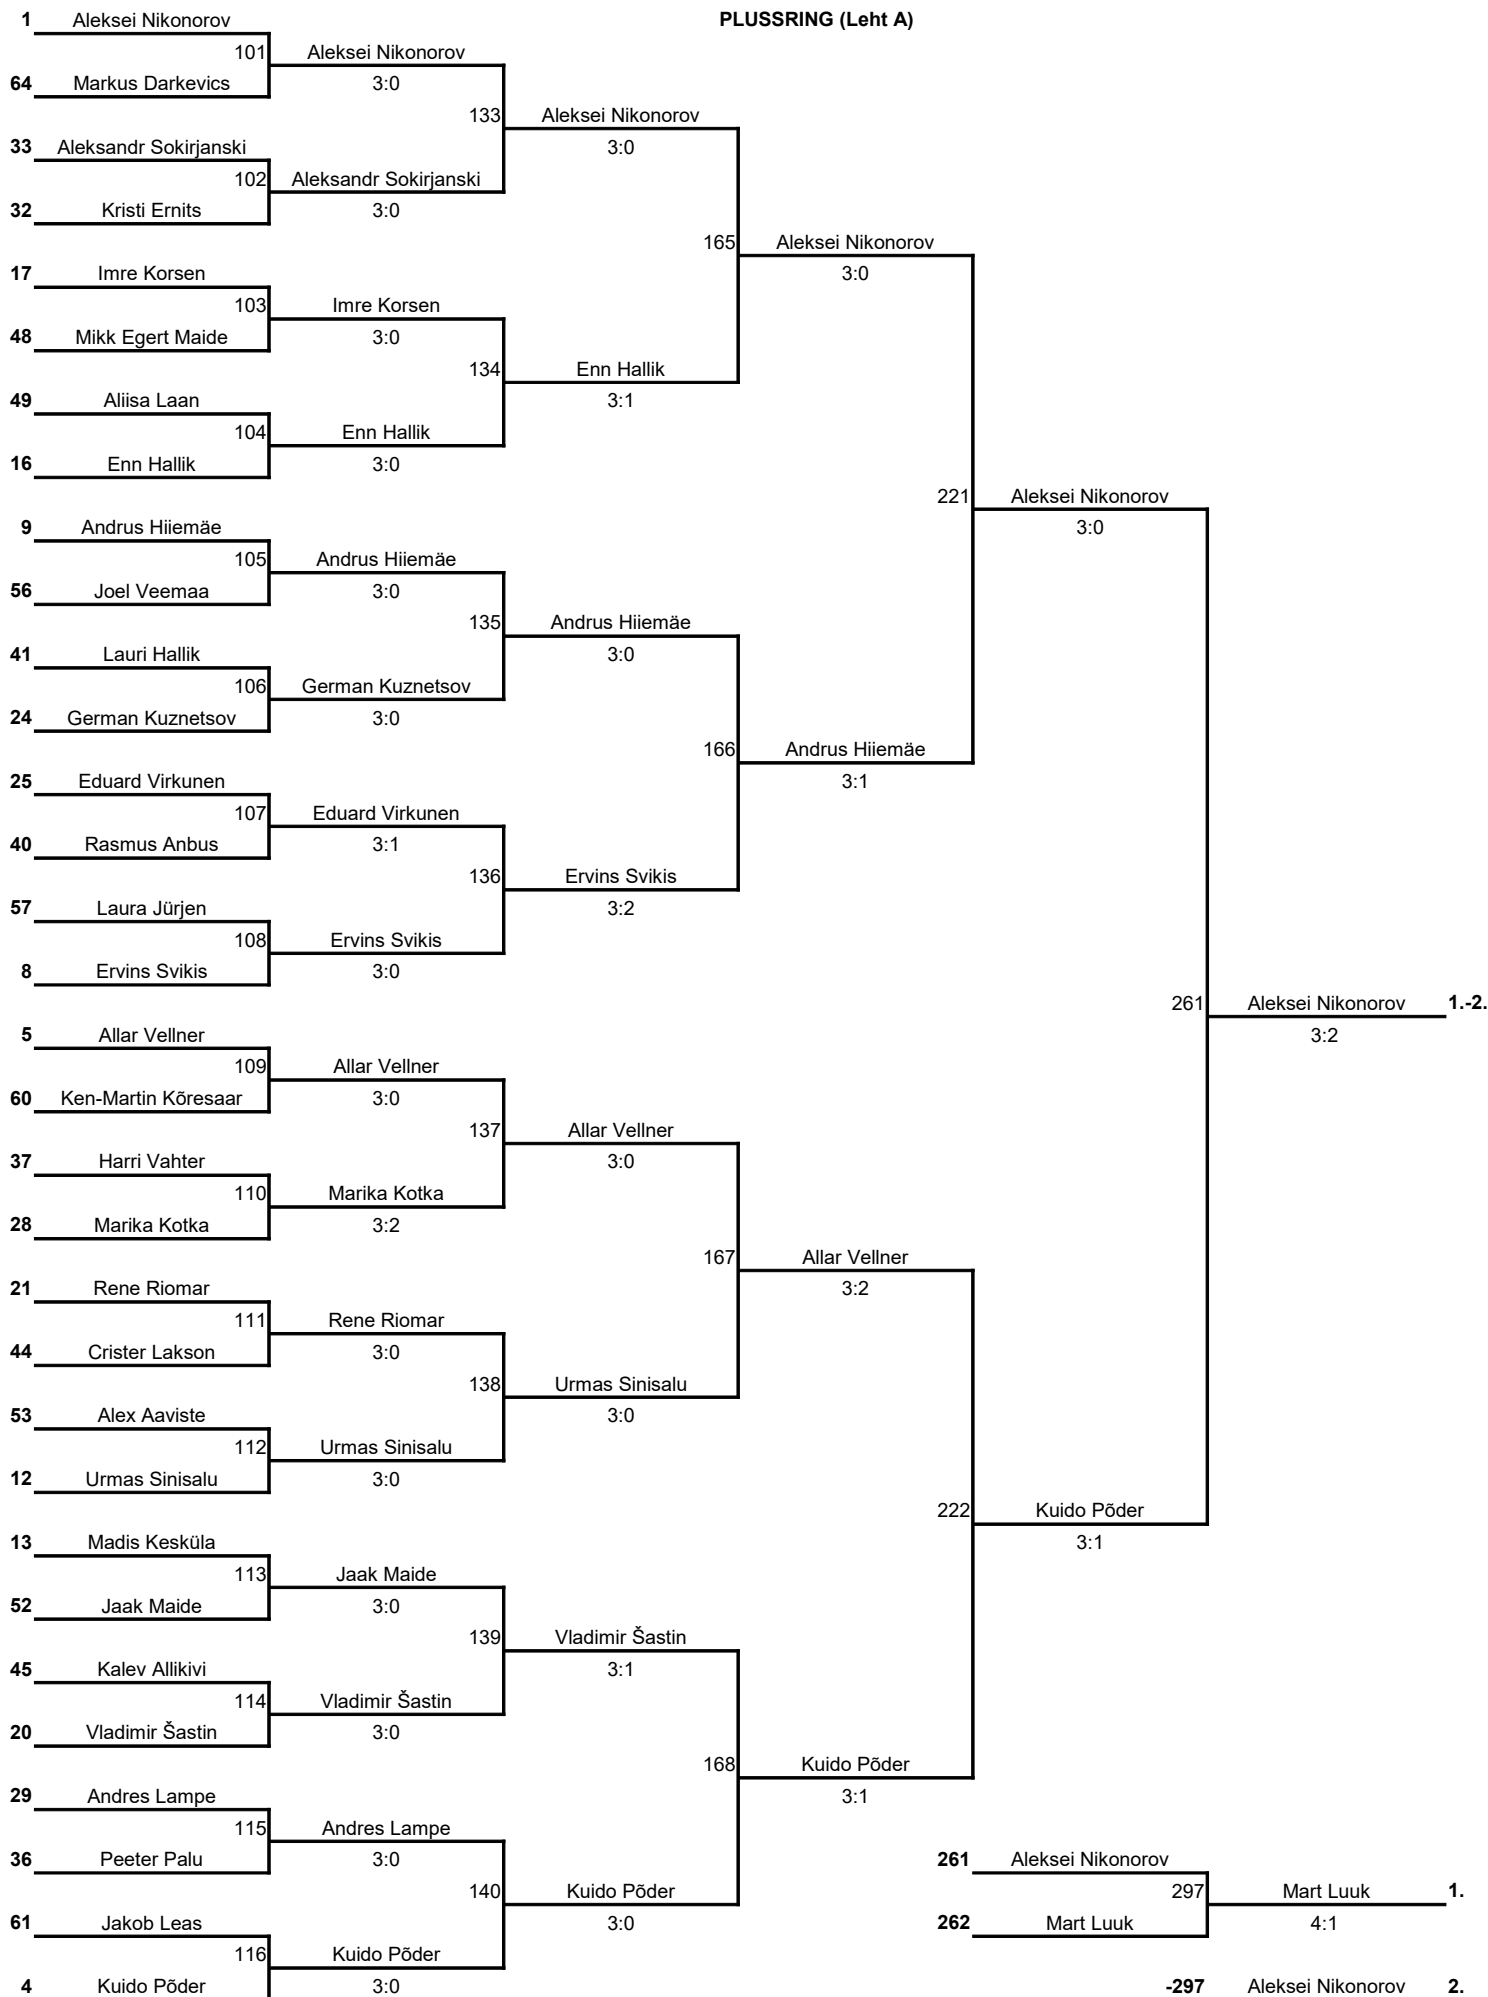 PLUSSRING (Leht A)
1 Aleksei Nikonorov
101 Aleksei Nikonorov
64 Markus Darkevics 3:0
133 Aleksei Nikonorov
33 Aleksandr Sokirjanski 3:0
102 Aleksandr Sokirjanski
32 Kristi Ernits 3:0
165 Aleksei Nikonorov
17 Imre Korsen 3:0
103 Imre Korsen
48 Mikk Egert Maide 3:0
134 Enn Hallik
49 Aliisa Laan 3:1
104 Enn Hallik
16 Enn Hallik 3:0
221 Aleksei Nikonorov
9 Andrus Hiiemäe 3:0
105 Andrus Hiiemäe
56 Joel Veemaa 3:0
135 Andrus Hiiemäe
41 Lauri Hallik 3:0
106 German Kuznetsov
24 German Kuznetsov 3:0
166 Andrus Hiiemäe
25 Eduard Virkunen 3:1
107 Eduard Virkunen
40 Rasmus Anbus 3:1
136 Ervins Svikis
57 Laura Jürjen 3:2
108 Ervins Svikis
8 Ervins Svikis 3:0
261 Aleksei Nikonorov 1.-2.
5 Allar Vellner 3:2
109 Allar Vellner
60 Ken-Martin Kõresaar 3:0
137 Allar Vellner
37 Harri Vahter 3:0
110 Marika Kotka
28 Marika Kotka 3:2
167 Allar Vellner
21 Rene Riomar 3:2
111 Rene Riomar
44 Crister Lakson 3:0
138 Urmas Sinisalu
53 Alex Aaviste 3:0
112 Urmas Sinisalu
12 Urmas Sinisalu 3:0
222 Kuido Põder
13 Madis Kesküla 3:1
113 Jaak Maide
52 Jaak Maide 3:0
139 Vladimir Šastin
45 Kalev Allikivi 3:1
114 Vladimir Šastin
20 Vladimir Šastin 3:0
168 Kuido Põder
29 Andres Lampe 3:1
115 Andres Lampe
36 Peeter Palu 3:0 261 Aleksei Nikonorov
140 Kuido Põder 297 Mart Luuk 1.
61 Jakob Leas 3:0 262 Mart Luuk 4:1
116 Kuido Põder
4 Kuido Põder 3:0 -297 Aleksei Nikonorov 2.